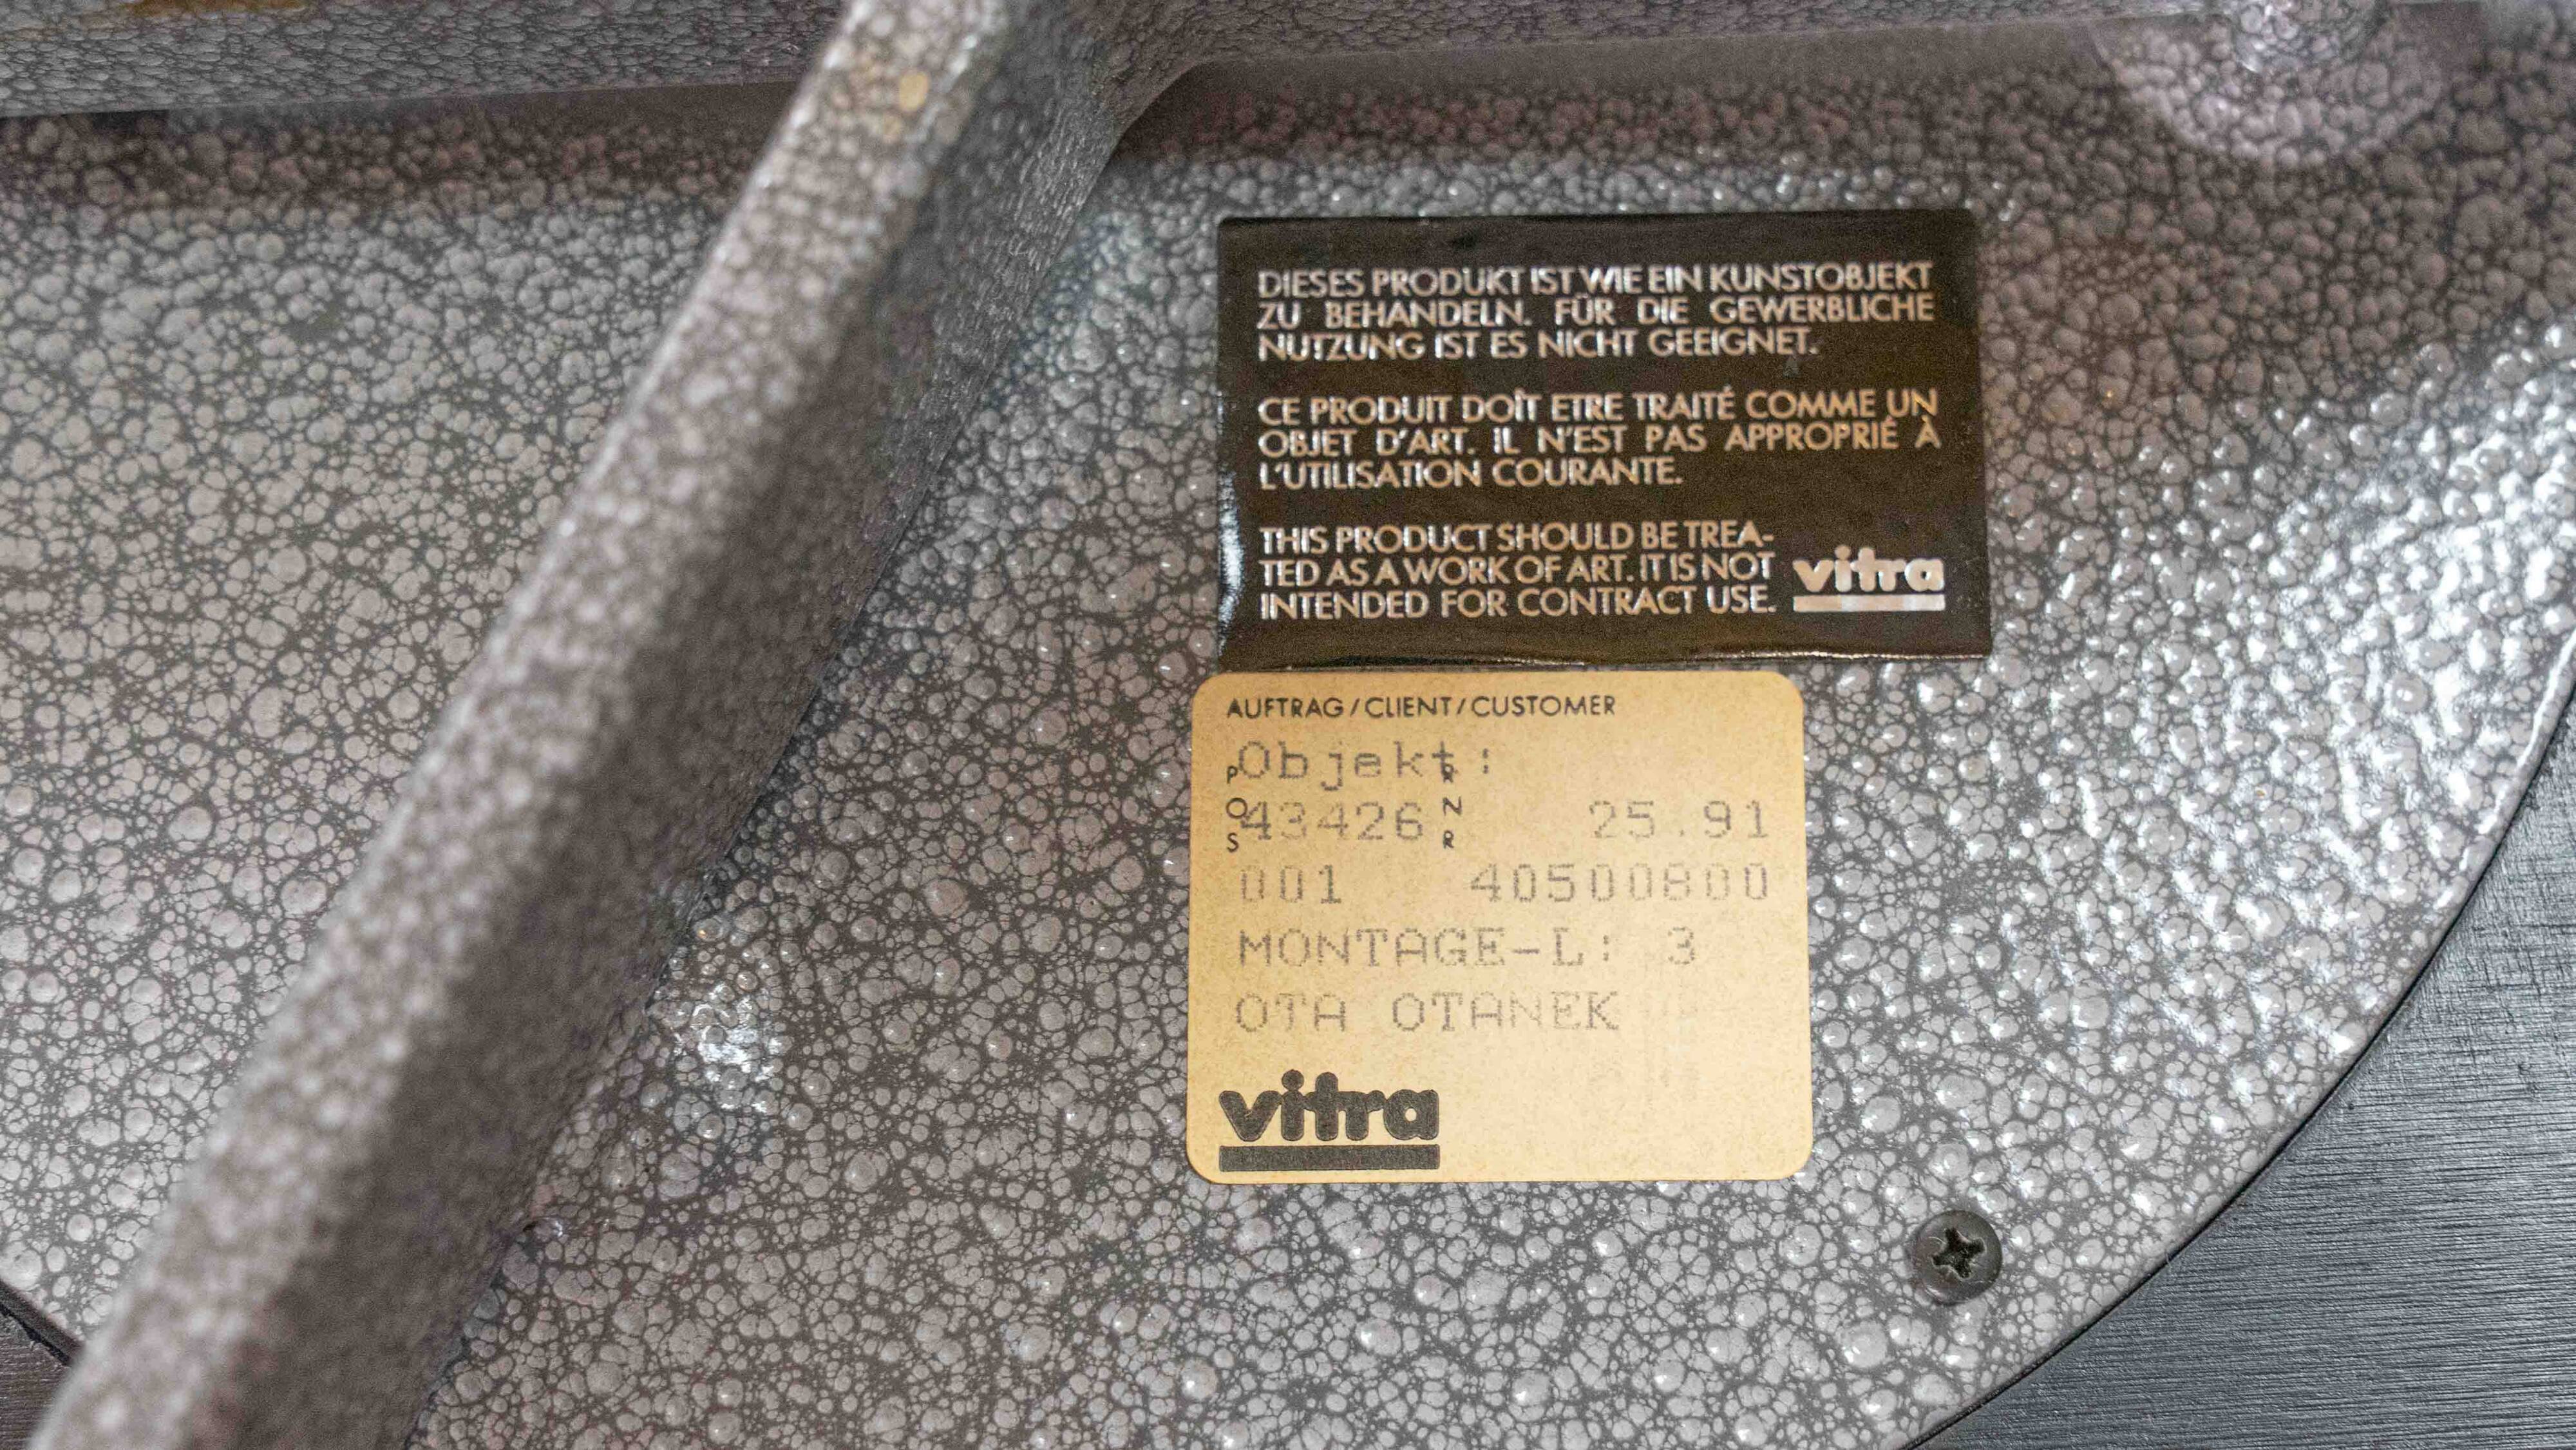 DIESES PRODUKT IST WIE EIN KUNSTOBJEKT
ZU BEHANDELN. FÜR DIE GEWERBLICHE
NUTZUNG IST ES NICHT GEEIGNET.
CE PRODUIT DOÎT ETRE TRAITÉ COMME UN
OBJET D'ART. IL N'EST PAS APPROPRIÉ À
L'UTILISATION COURANTE.
THIS PRODUCT SHOULD BE TREA-
TED AS A WORK OF ART. IT IS NOT
INTENDED FOR CONTRACT USE.
vitra
AUFTRAG / CLIENT / CUSTOMER
Objekt:
POS 43426 RNR 25.91
001 40500800
MONTAGE-L: 3
OTA OTANEK
vitra